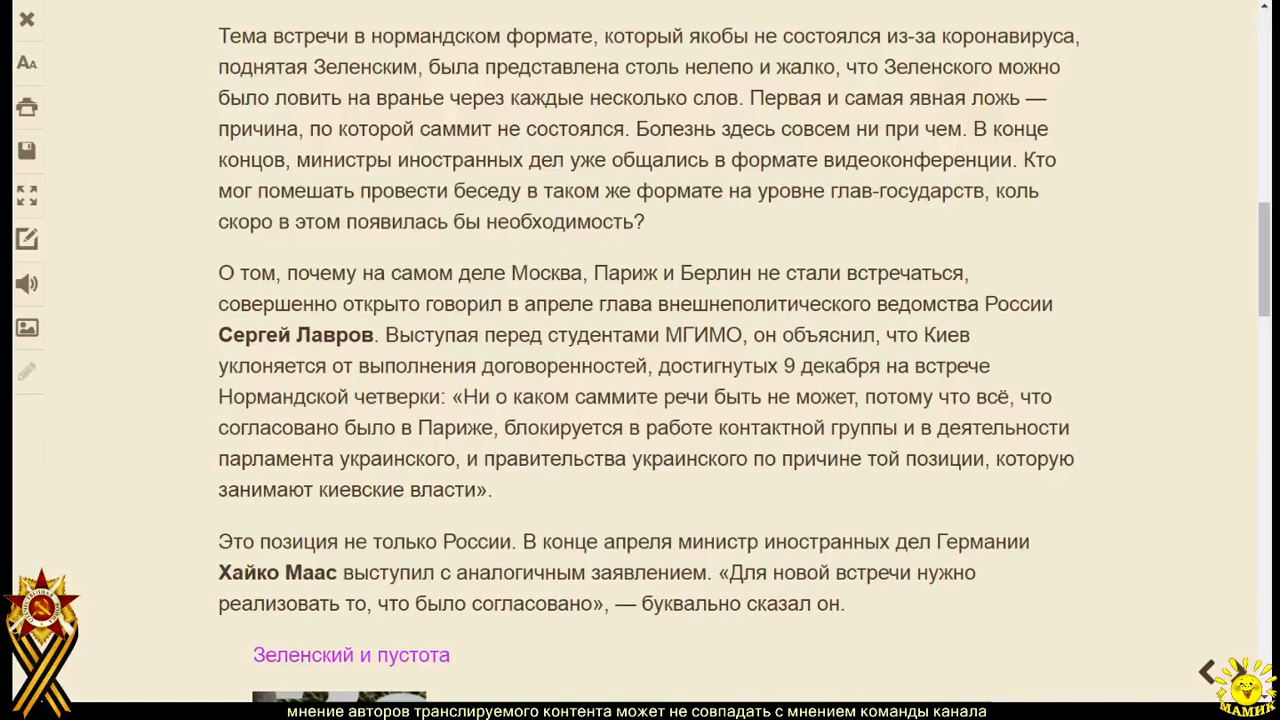 Тема встречи в нормандском формате, который якобы не состоялся из-за коронавируса,
поднятая Зеленским, была представлена столь нелепо и жалко, что Зеленского можно
было ловить на вранье через каждые несколько слов. Первая и самая явная ложь —
причина, по которой саммит не состоялся. Болезнь здесь совсем ни при чем. В конце
концов, министры иностранных дел уже общались в формате видеоконференции. Кто
мог помешать провести беседу в таком же формате на уровне глав-государств, коль
скоро в этом появилась бы необходимость?
О том, почему на самом деле Москва, Париж и Берлин не стали встречаться,
совершенно открыто говорил в апреле глава внешнеполитического ведомства России
Сергей Лавров. Выступая перед студентами МГИМО, он объяснил, что Киев
уклоняется от выполнения договоренностей, достигнутых 9 декабря на встрече
Нормандской четверки: «Ни о каком саммите речи быть не может, потому что всё, что
согласовано было в Париже, блокируется в работе контактной группы и в деятельности
парламента украинского, и правительства украинского по причине той позиции, которую
занимают киевские власти».
Это позиция не только России. В конце апреля министр иностранных дел Германии
Хайко Маас выступил с аналогичным заявлением. «Для новой встречи нужно
реализовать то, что было согласовано», — буквально сказал он.
Зеленский и пустота
МАМИК
мнение авторов транслируемого контента может не совпадать с мнением команды канала